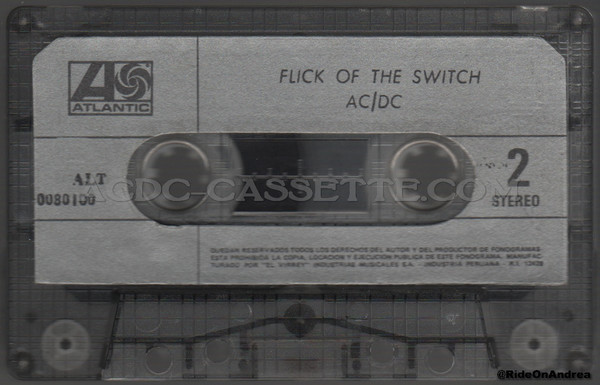 FLICK OF THE SWITCH
AC/DC
ATLANTIC
ALT
0080100
ACDC-CASSETTE.COM
2
STEREO
QUEDAN RESERVADOS TODOS LOS DERECHOS DEL AUTOR Y DEL PRODUCTOR DE FONOGRAMAS
ESTA PROHIBIDA LA COPIA, LOCACION Y EJECUCION PUBLICA DE ESTE FONOGRAMA. MANUFAC-
TURADO POR "EL VIRREY" INDUSTRIAS MUSICALES S.A. - INDUSTRIA PERUANA - R.I.
@RideOnAndrea